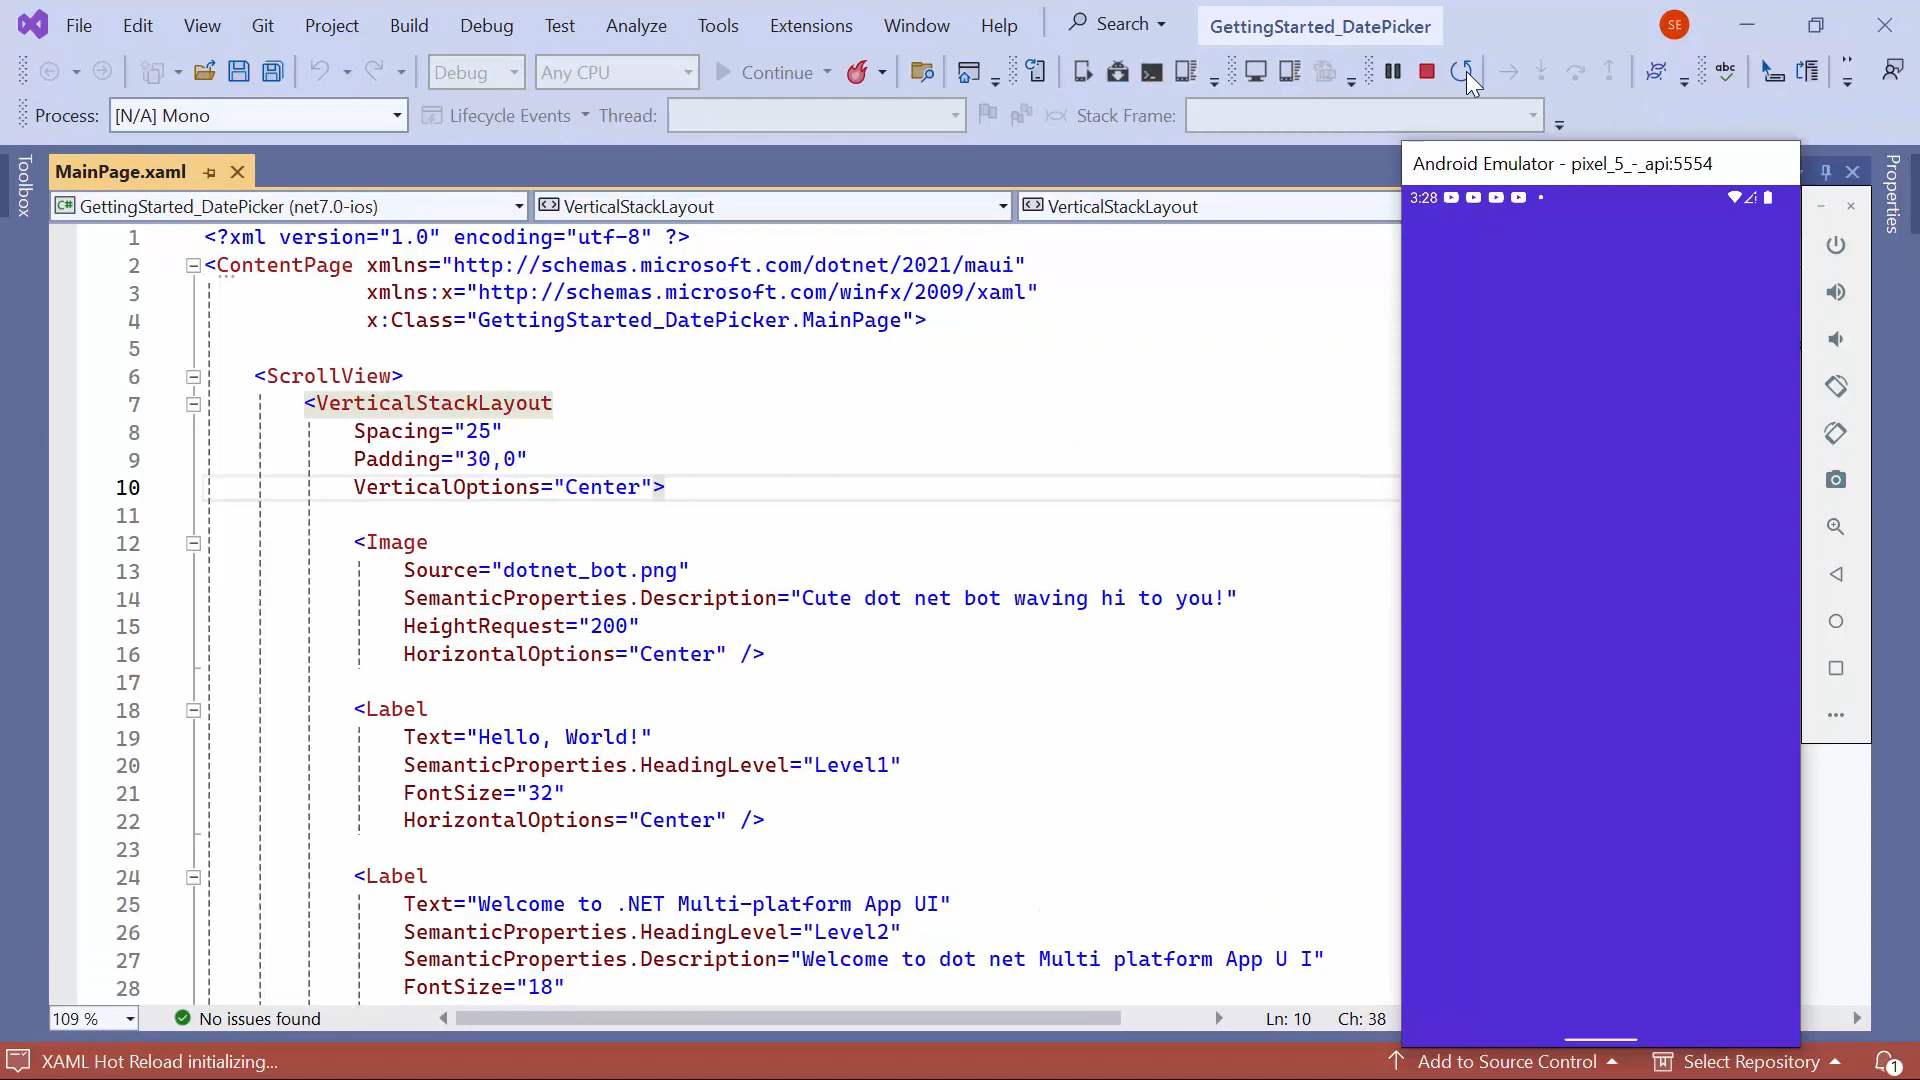 File Edit View Git Project Build Debug Test Analyze Tools Extensions Window Help Search GettingStarted_DatePicker SE
Debug Any CPU Continue abc
Process: [N/A] Mono Lifecycle Events Thread: Stack Frame:
Toolbox
MainPage.xaml
Android Emulator - pixel_5_-_api:5554
Properties
GettingStarted_DatePicker (net7.0-ios) VerticalStackLayout VerticalStackLayout
3:28
1 <?xml version="1.0" encoding="utf-8" ?>
2 <ContentPage xmlns="http://schemas.microsoft.com/dotnet/2021/maui"
3 xmlns:x="http://schemas.microsoft.com/winfx/2009/xaml"
4 x:Class="GettingStarted_DatePicker.MainPage">
5
6 <ScrollView>
7 <VerticalStackLayout
8 Spacing="25"
9 Padding="30,0"
10 VerticalOptions="Center">
11
12 <Image
13 Source="dotnet_bot.png"
14 SemanticProperties.Description="Cute dot net bot waving hi to you!"
15 HeightRequest="200"
16 HorizontalOptions="Center" />
17
18 <Label
19 Text="Hello, World!"
20 SemanticProperties.HeadingLevel="Level1"
21 FontSize="32"
22 HorizontalOptions="Center" />
23
24 <Label
25 Text="Welcome to .NET Multi-platform App UI"
26 SemanticProperties.HeadingLevel="Level2"
27 SemanticProperties.Description="Welcome to dot net Multi platform App U I"
28 FontSize="18"
109 % No issues found Ln: 10 Ch: 38
XAML Hot Reload initializing... Add to Source Control Select Repository 1